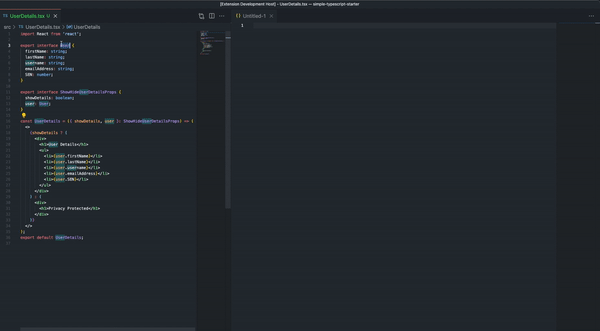 [Extension Development Host] - UserDetails.tsx — simple-typescript-starter
TS UserDetails.tsx U ×
Untitled-1 ×
src > TS UserDetails.tsx > UserDetails
1 import React from 'react';
2
3 export interface User {
4 firstName: string;
5 lastName: string;
6 username: string;
7 emailAddress: string;
8 SSN: number;
9 }
10
11 export interface ShowHideUserDetailsProps {
12 showDetails: boolean;
13 user: User;
14 }
15
16 const UserDetails = ({ showDetails, user }: ShowHideUserDetailsProps) => {
17 <>
18 {showDetails ? (
19 <div>
20 <h1>User Details</h1>
21 <ul>
22 <li>{user.firstName}</li>
23 <li>{user.lastName}</li>
24 <li>{user.username}</li>
25 <li>{user.emailAddress}</li>
26 <li>{user.SSN}</li>
27 </ul>
28 </div>
29 ) : (
30 <div>
31 <h1>Privacy Protected</h1>
32 </div>
33 )}
34 </>
35 );
36 export default UserDetails;
1